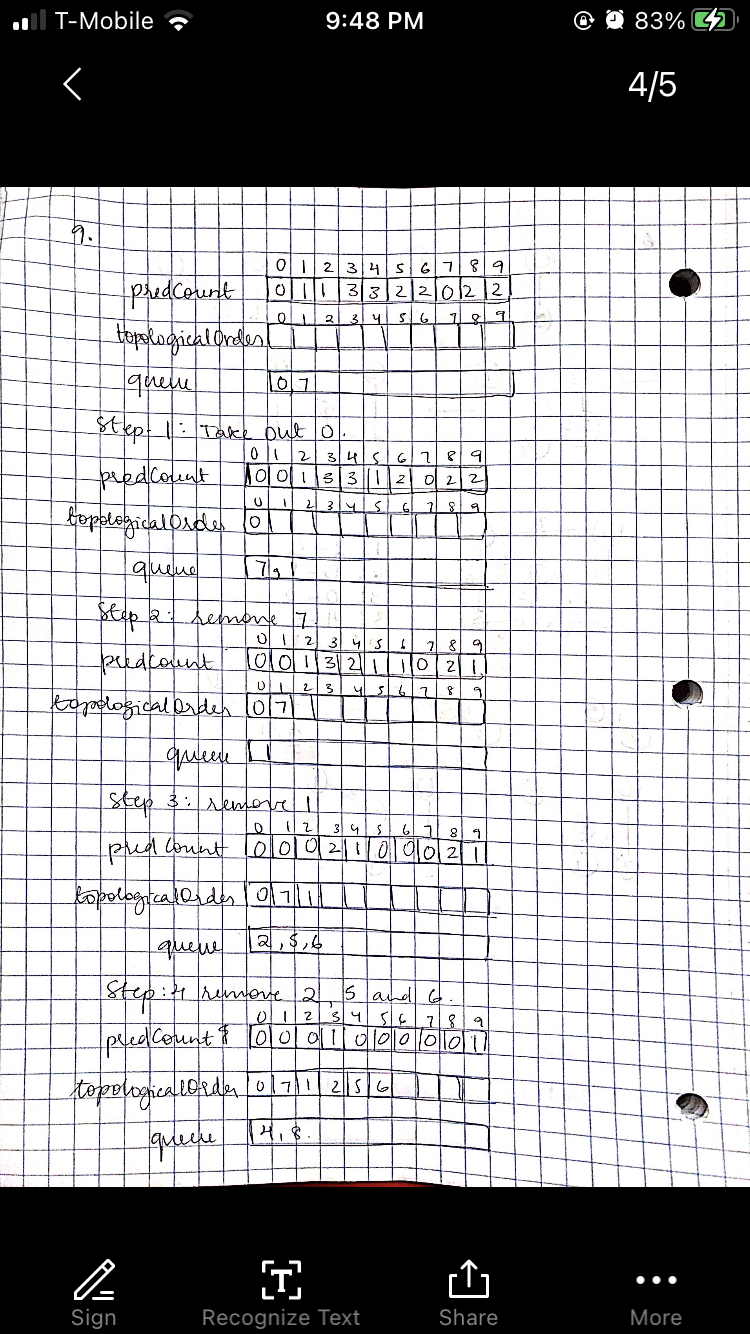 T-Mobile 9:48 PM 83%
4/5
9.
0 1 2 3 4 5 6 7 8 9
predCount 0 1 1 3 3 2 2 0 2 2
0 1 2 3 4 5 6 7 8 9
topologicalOrder
queue 0,7
Step-1: Take out 0.
0 1 2 3 4 5 6 7 8 9
predCount 0 0 1 3 3 1 2 0 2 2
0 1 2 3 4 5 6 7 8 9
topologicalOrder 0
queue 7,1
Step 2: remove 7
0 1 2 3 4 5 6 7 8 9
predCount 0 0 1 3 2 1 1 0 2 1
0 1 2 3 4 5 6 7 8 9
topologicalOrder 0 7
queue 1
Step 3: remove 1
0 1 2 3 4 5 6 7 8 9
pred Count 0 0 0 2 1 0 0 0 2 1
topologicalOrder 0 7 1
queue 2,5,6
Step:4 remove 2, 5 and 6.
0 1 2 3 4 5 6 7 8 9
predCount 0 0 0 1 0 0 0 0 0 1
topologicalOrder 0 7 1 2 5 6
queue 4,8.
Sign Recognize Text Share More